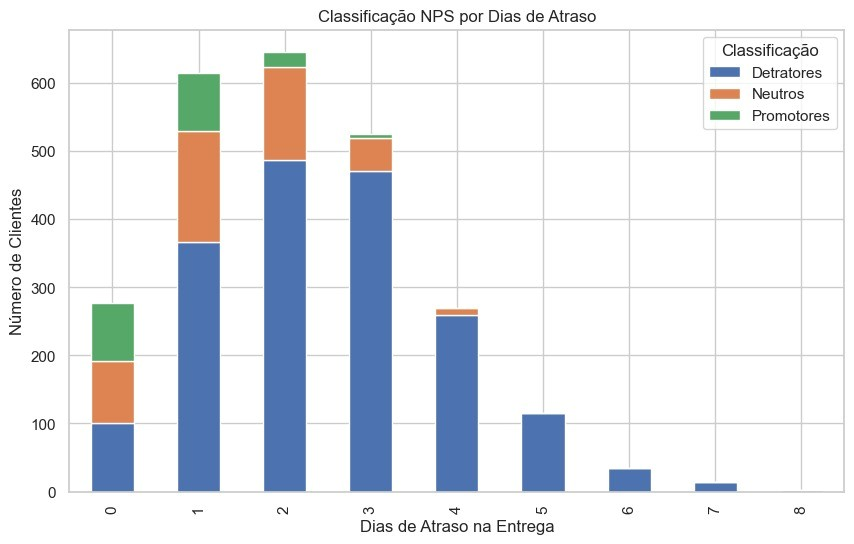 Classificação NPS por Dias de Atraso
Classificação
Detratores
Neutros
Promotores
Número de Clientes
600
500
400
300
200
100
0
0 1 2 3 4 5 6 7 8
Dias de Atraso na Entrega